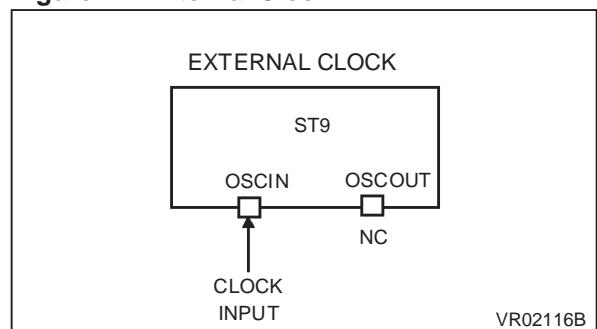 EXTERNAL CLOCK
ST9
OSCIN OSCOUT
NC
CLOCK
INPUT
VR02116B